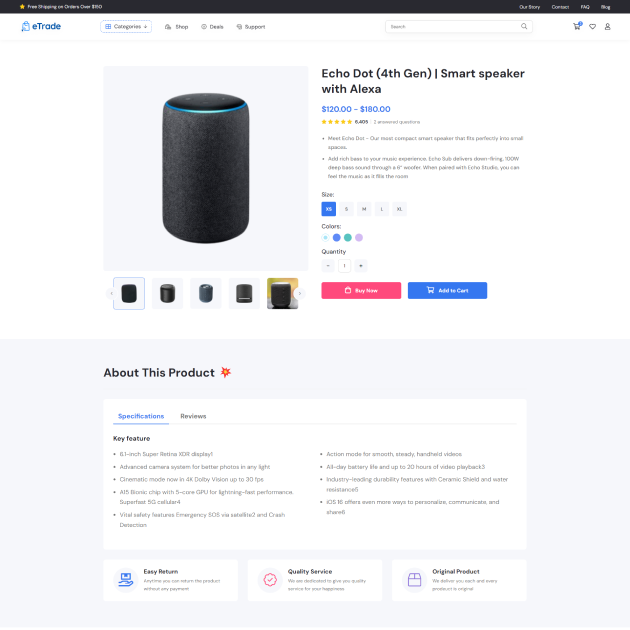 Free Shipping on Orders Over $150
Our Story Contact FAQ Blog
eTrade
Categories Shop Deals Support
Search
Echo Dot (4th Gen) | Smart speaker
with Alexa
$120.00 - $180.00
6,405 2 answered questions
Meet Echo Dot - Our most compact smart speaker that fits perfectly into small
spaces.
Add rich bass to your music experience. Echo Sub delivers down-firing, 100W
deep bass sound through a 6" woofer. When paired with Echo Studio, you can
feel the music as it fills the room
Size:
XS S M L XL
Colors:
Quantity
- 1 +
Buy Now Add to Cart
About This Product
Specifications Reviews
Key feature
6.1-inch Super Retina XDR display1
Advanced camera system for better photos in any light
Cinematic mode now in 4K Dolby Vision up to 30 fps
A15 Bionic chip with 5-core GPU for lightning-fast performance.
Superfast 5G cellular4
Vital safety features Emergency SOS via satellite2 and Crash
Detection
Action mode for smooth, steady, handheld videos
All-day battery life and up to 20 hours of video playback3
Industry-leading durability features with Ceramic Shield and water
resistance5
iOS 16 offers even more ways to personalize, communicate, and
share6
Easy Return
Anytime you can return the product
without any payment
Quality Service
We are dedicated to give you quality
service for your happiness
Original Product
We deliver you each and every
product is original